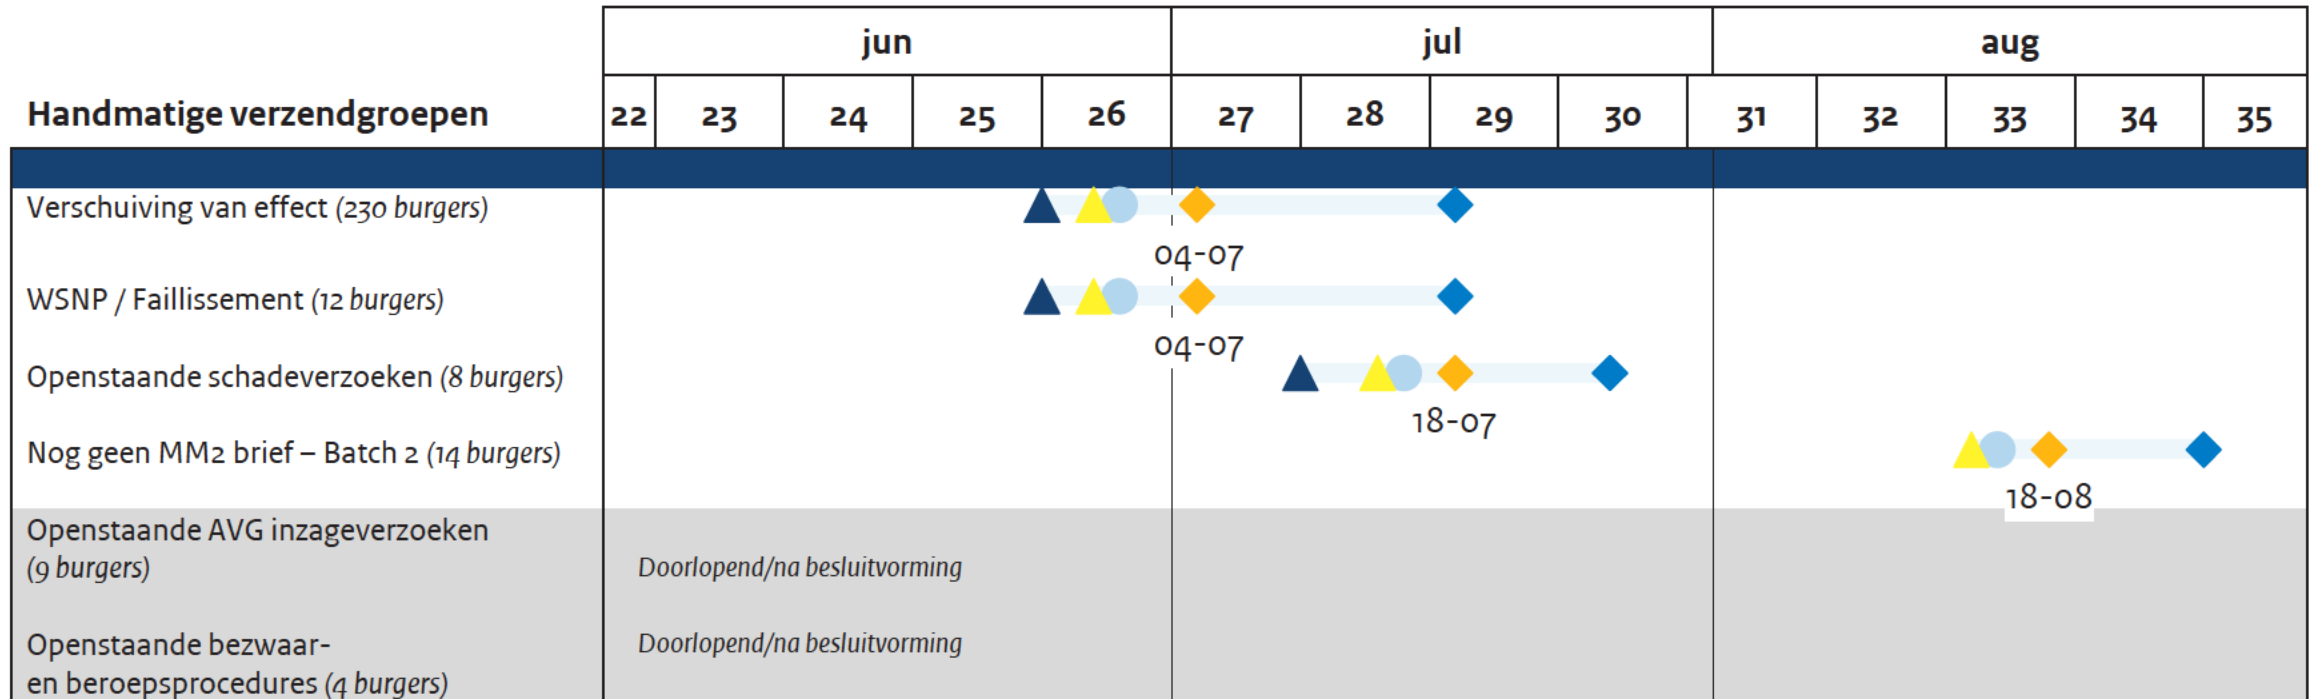 jun jul aug
Handmatige verzendgroepen 22 23 24 25 26 27 28 29 30 31 32 33 34 35
Verschuiving van effect (230 burgers)
04-07
WSNP / Faillissement (12 burgers)
04-07
Openstaande schadeverzoeken (8 burgers)
18-07
Nog geen MM2 brief – Batch 2 (14 burgers)
18-08
Openstaande AVG inzageverzoeken
(9 burgers)
Doorlopend/na besluitvorming
Openstaande bezwaar-
en beroepsprocedures (4 burgers)
Doorlopend/na besluitvorming